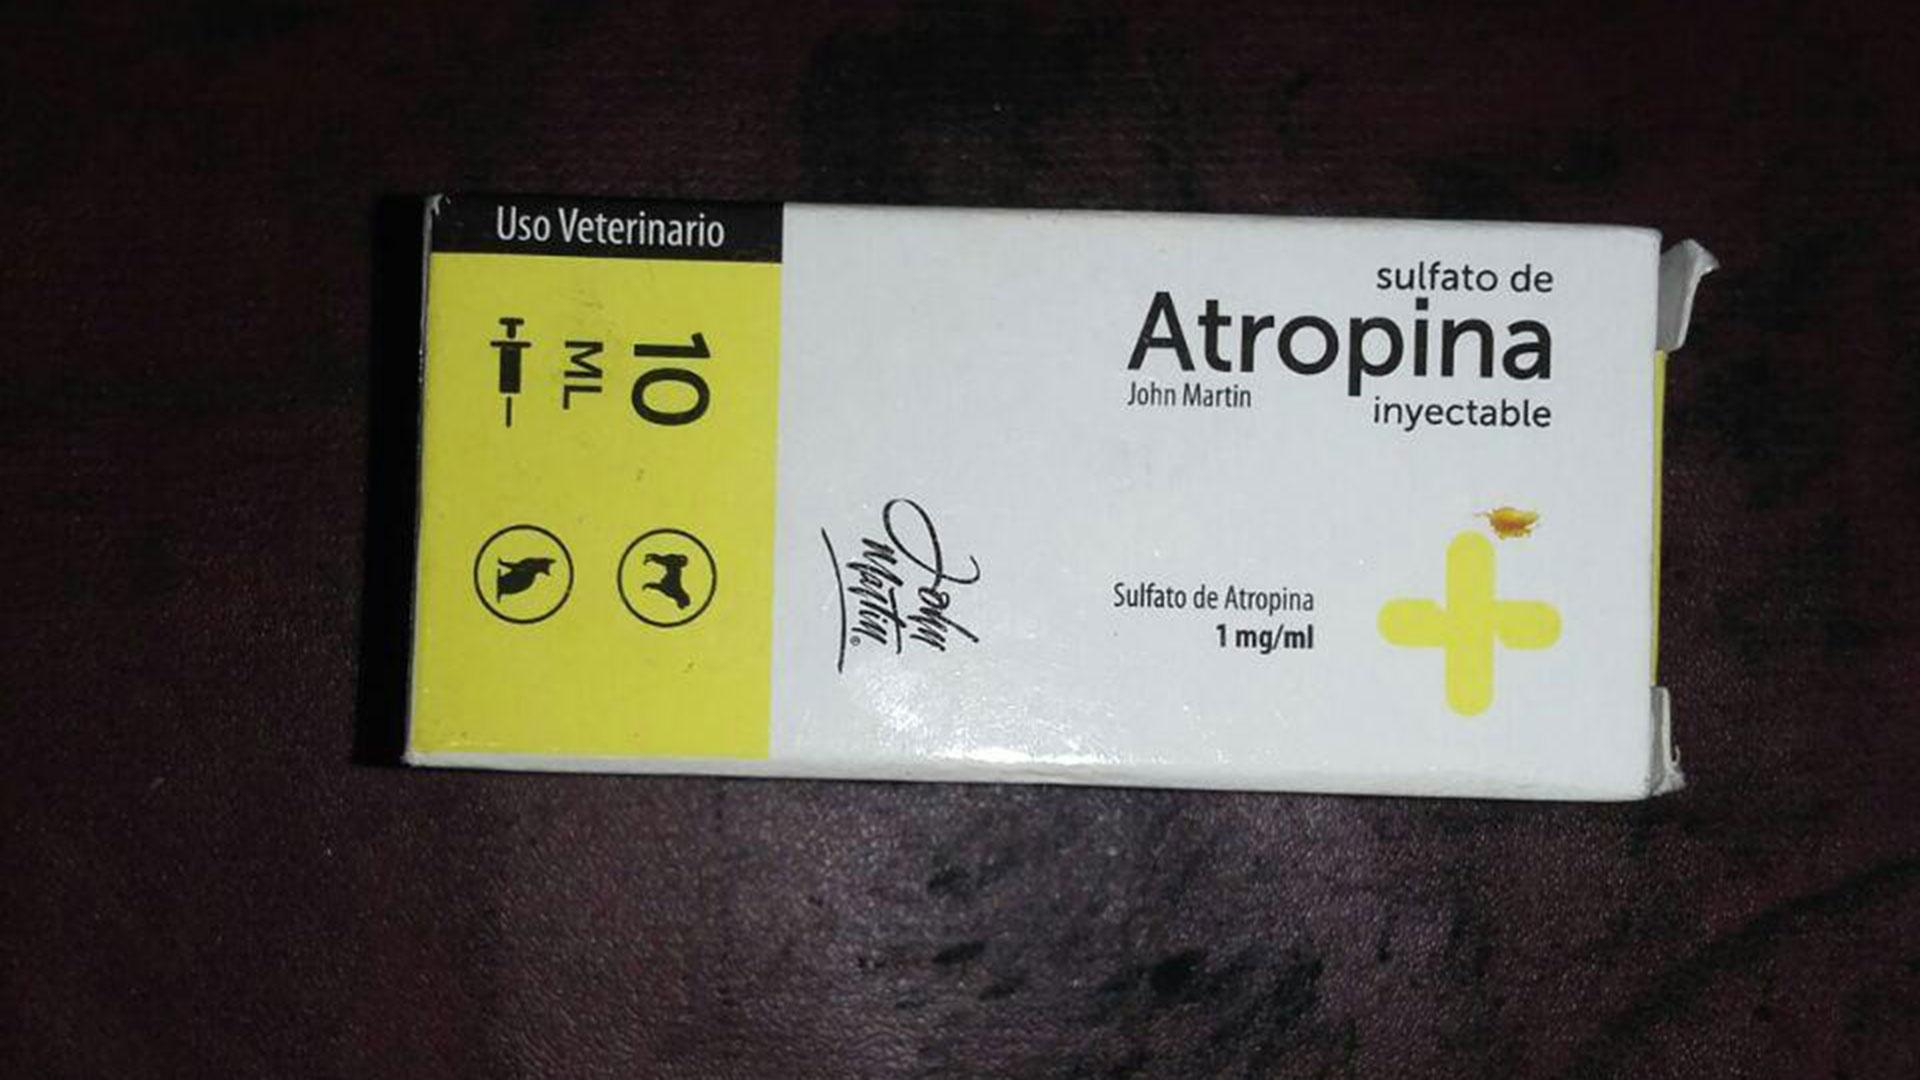 Uso Veterinario
10
ML
sulfato de
Atropina
John Martin
inyectable
John
Martin®
Sulfato de Atropina
1 mg/ml